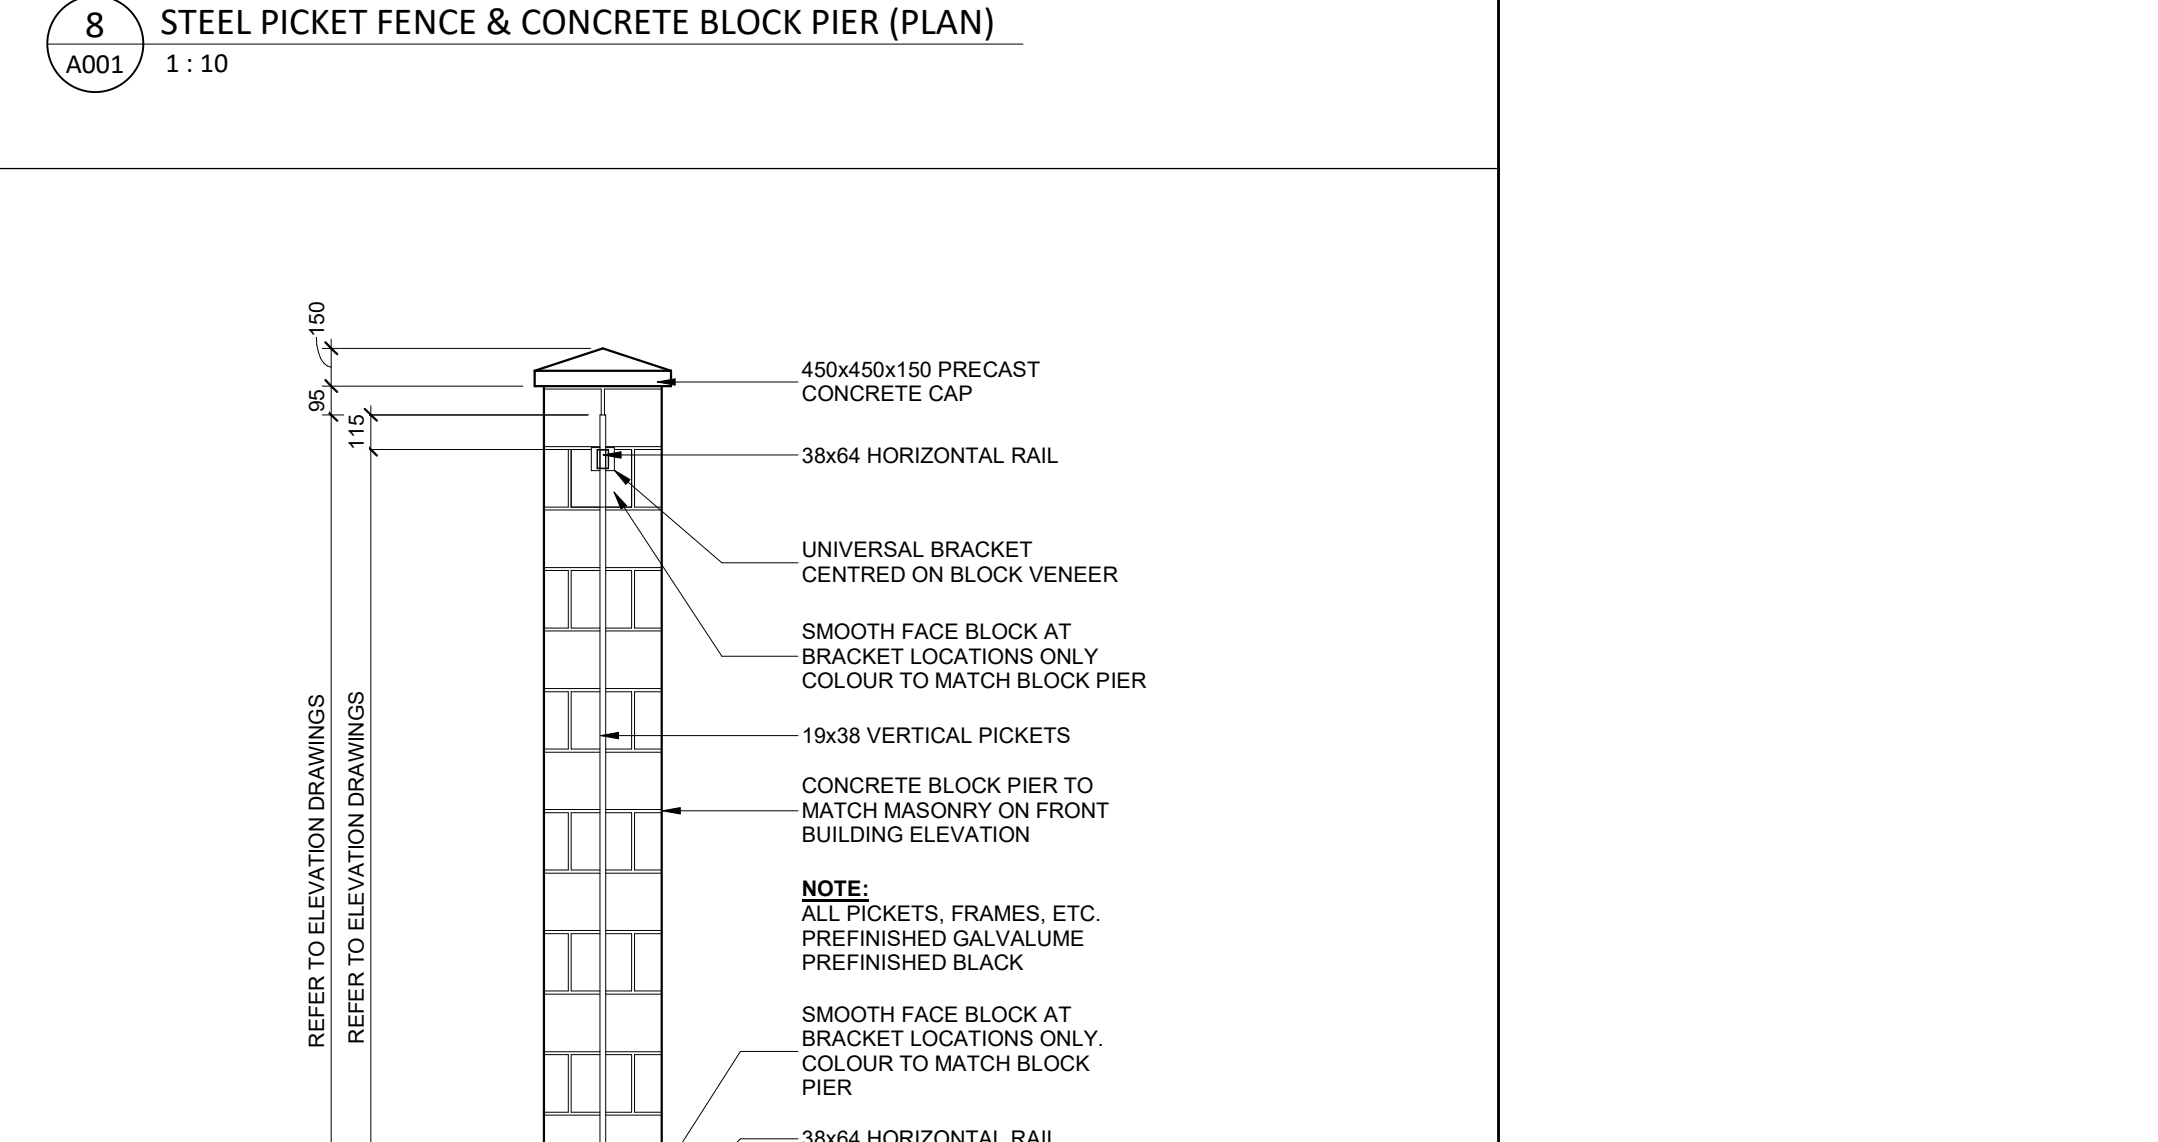 8
A001
STEEL PICKET FENCE & CONCRETE BLOCK PIER (PLAN)
1 : 10
150
95
115
450x450x150 PRECAST
CONCRETE CAP
38x64 HORIZONTAL RAIL
UNIVERSAL BRACKET
CENTRED ON BLOCK VENEER
SMOOTH FACE BLOCK AT
BRACKET LOCATIONS ONLY
COLOUR TO MATCH BLOCK PIER
19x38 VERTICAL PICKETS
CONCRETE BLOCK PIER TO
MATCH MASONRY ON FRONT
BUILDING ELEVATION
REFER TO ELEVATION DRAWINGS
REFER TO ELEVATION DRAWINGS
NOTE:
ALL PICKETS, FRAMES, ETC.
PREFINISHED GALVALUME
PREFINISHED BLACK
SMOOTH FACE BLOCK AT
BRACKET LOCATIONS ONLY.
COLOUR TO MATCH BLOCK
PIER
38x64 HORIZONTAL RAIL